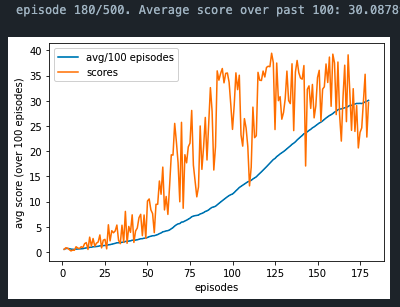 episode 180/500. Average score over past 100: 30.0878
avg/100 episodes
scores
avg score (over 100 episodes)
40
35
30
25
20
15
10
5
0
0 25 50 75 100 125 150 175
episodes